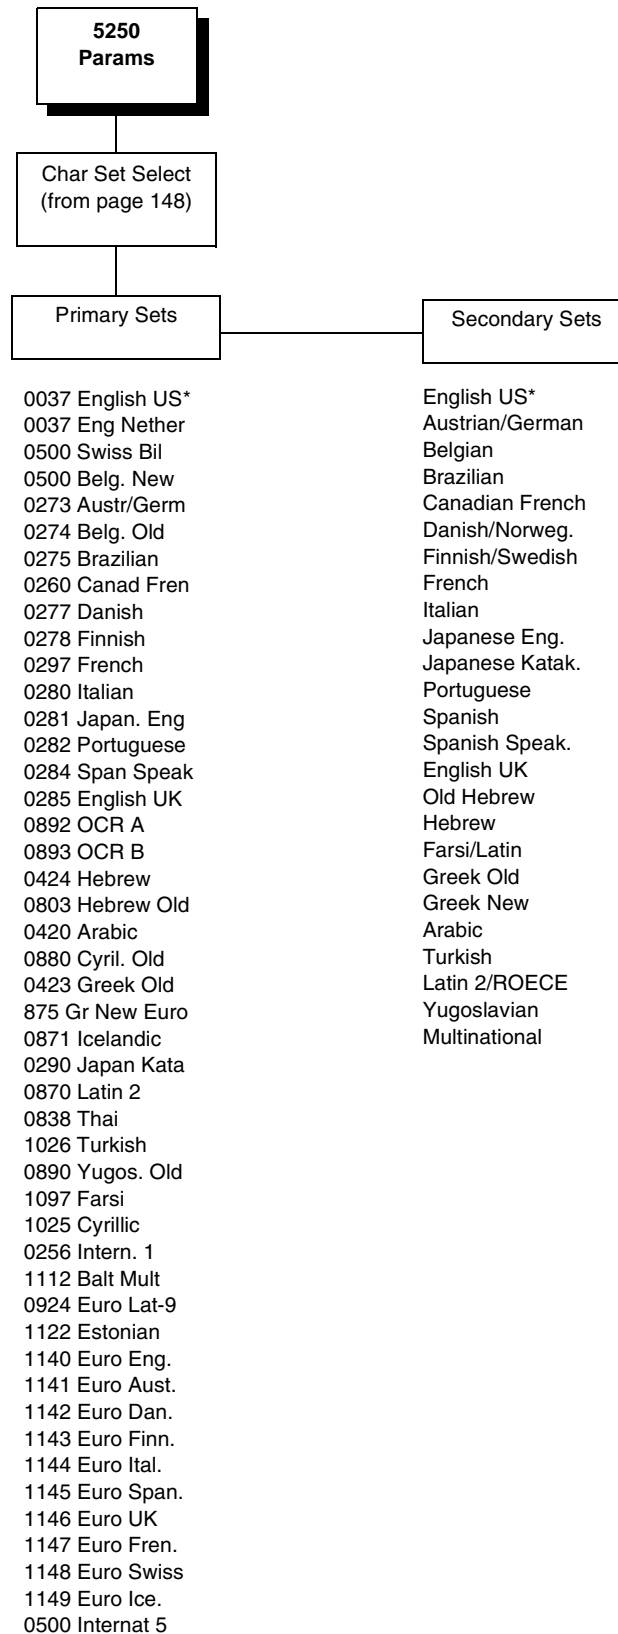 5250
Params
Char Set Select
(from page 148)
Primary Sets
0037 English US*
0037 Eng Nether
0500 Swiss Bil
0500 Belg. New
0273 Austr/Germ
0274 Belg. Old
0275 Brazilian
0260 Canad Fren
0277 Danish
0278 Finnish
0297 French
0280 Italian
0281 Japan. Eng
0282 Portuguese
0284 Span Speak
0285 English UK
0892 OCR A
0893 OCR B
0424 Hebrew
0803 Hebrew Old
0420 Arabic
0880 Cyril. Old
0423 Greek Old
875 Gr New Euro
0871 Icelandic
0290 Japan Kata
0870 Latin 2
0838 Thai
1026 Turkish
0890 Yugos. Old
1097 Farsi
1025 Cyrillic
0256 Intern. 1
1112 Balt Mult
0924 Euro Lat-9
1122 Estonian
1140 Euro Eng.
1141 Euro Aust.
1142 Euro Dan.
1143 Euro Finn.
1144 Euro Ital.
1145 Euro Span.
1146 Euro UK
1147 Euro Fren.
1148 Euro Swiss
1149 Euro Ice.
0500 Internat 5
Secondary Sets
English US*
Austrian/German
Belgian
Brazilian
Canadian French
Danish/Norweg.
Finnish/Swedish
French
Italian
Japanese Eng.
Japanese Katak.
Portuguese
Spanish
Spanish Speak.
English UK
Old Hebrew
Hebrew
Farsi/Latin
Greek Old
Greek New
Arabic
Turkish
Latin 2/ROECE
Yugoslavian
Multinational